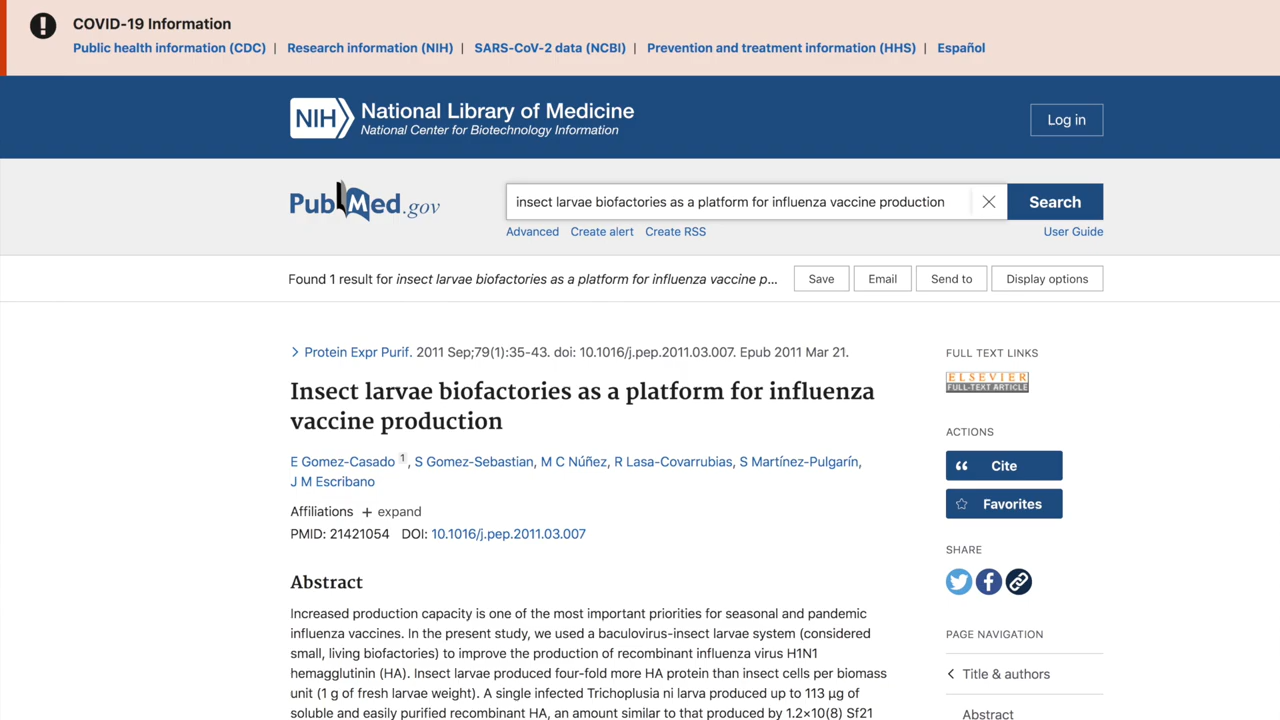 COVID-19 Information
Public health information (CDC) | Research information (NIH) | SARS-CoV-2 data (NCBI) | Prevention and treatment information (HHS) | Español
NIH National Library of Medicine
National Center for Biotechnology Information
Log in
PubMed.gov
insect larvae biofactories as a platform for influenza vaccine production
Search
Advanced Create alert Create RSS
User Guide
Found 1 result for insect larvae biofactories as a platform for influenza vaccine p...
Save Email Send to Display options
Protein Expr Purif. 2011 Sep;79(1):35-43. doi: 10.1016/j.pep.2011.03.007. Epub 2011 Mar 21.
Insect larvae biofactories as a platform for influenza
vaccine production
E Gomez-Casado 1, S Gomez-Sebastian, M C Núñez, R Lasa-Covarrubias, S Martínez-Pulgarín,
J M Escribano
Affiliations + expand
PMID: 21421054 DOI: 10.1016/j.pep.2011.03.007
Abstract
Increased production capacity is one of the most important priorities for seasonal and pandemic
influenza vaccines. In the present study, we used a baculovirus-insect larvae system (considered
small, living biofactories) to improve the production of recombinant influenza virus H1N1
hemagglutinin (HA). Insect larvae produced four-fold more HA protein than insect cells per biomass
unit (1 g of fresh larvae weight). A single infected Trichoplusia ni larva produced up to 113 μg of
soluble and easily purified recombinant HA, an amount similar to that produced by 1.2×10(8) Sf21
FULL TEXT LINKS
ELSEVIER
FULL-TEXT ARTICLE
ACTIONS
Cite
Favorites
SHARE
PAGE NAVIGATION
Title & authors
Abstract